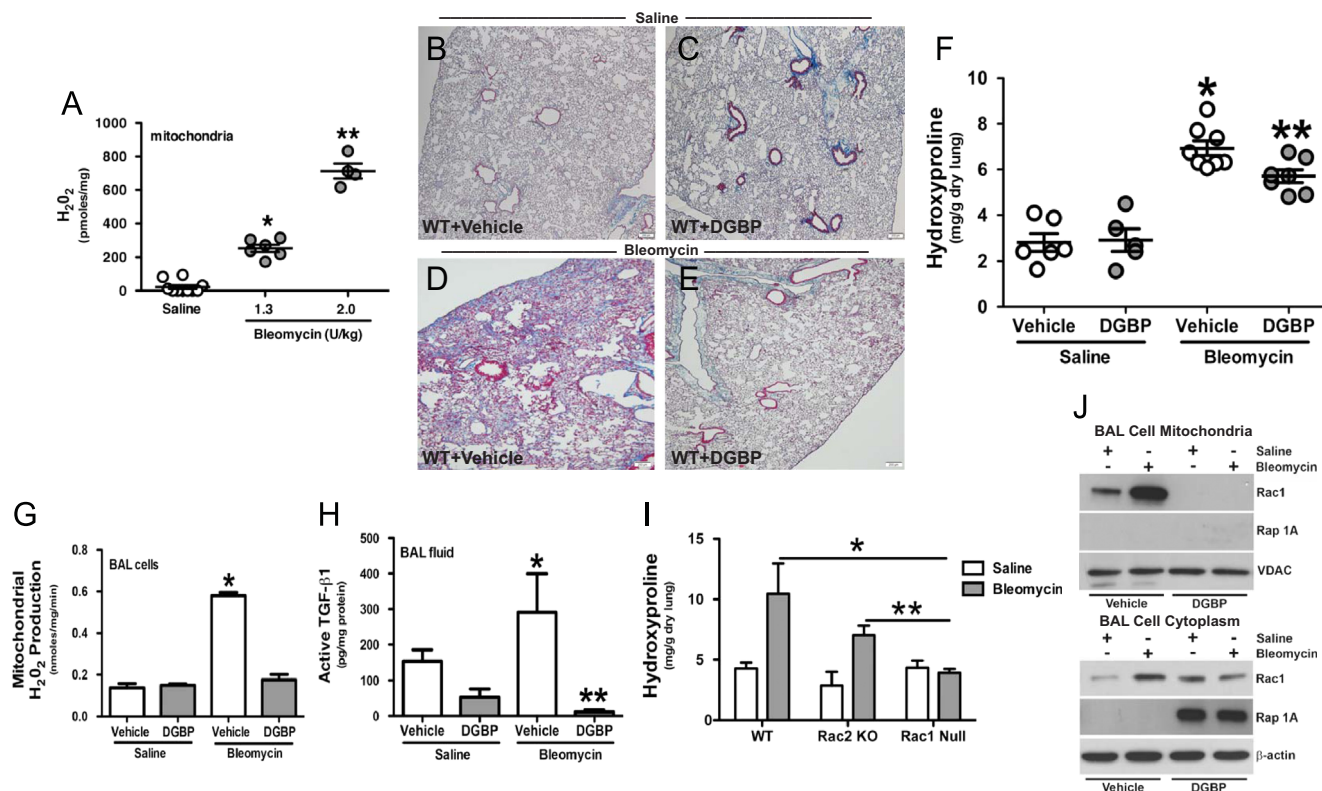 Saline
A
mitochondria
1000
800
600
400
200
0
H₂0₂
(pmoles/mg)
*
**
Saline
1.3
2.0
Bleomycin (U/kg)
B
WT+Vehicle
C
WT+DGBP
Bleomycin
D
WT+Vehicle
E
WT+DGBP
F
Hydroxyproline
(mg/g dry lung)
10
8
6
4
2
0
*
**
Vehicle
DGBP
Vehicle
DGBP
Saline
Bleomycin
G
BAL cells
Mitochondrial
H₂0₂ Production
(nmoles/mg/min)
0.8
0.6
0.4
0.2
0.0
*
Vehicle
DGBP
Vehicle
DGBP
Saline
Bleomycin
H
BAL fluid
Active TGF-β1
(pg/mg protein)
500
400
300
200
100
0
*
**
Vehicle
DGBP
Vehicle
DGBP
Saline
Bleomycin
I
Hydroxyproline
(mg/g dry lung)
15
10
5
0
*
**
Saline
Bleomycin
WT
Rac2 KO
Rac1 Null
J
BAL Cell Mitochondria
+ - + - Saline
- + - + Bleomycin
Rac1
Rap 1A
VDAC
Vehicle
DGBP
BAL Cell Cytoplasm
+ - + - Saline
- + - + Bleomycin
Rac1
Rap 1A
β-actin
Vehicle
DGBP